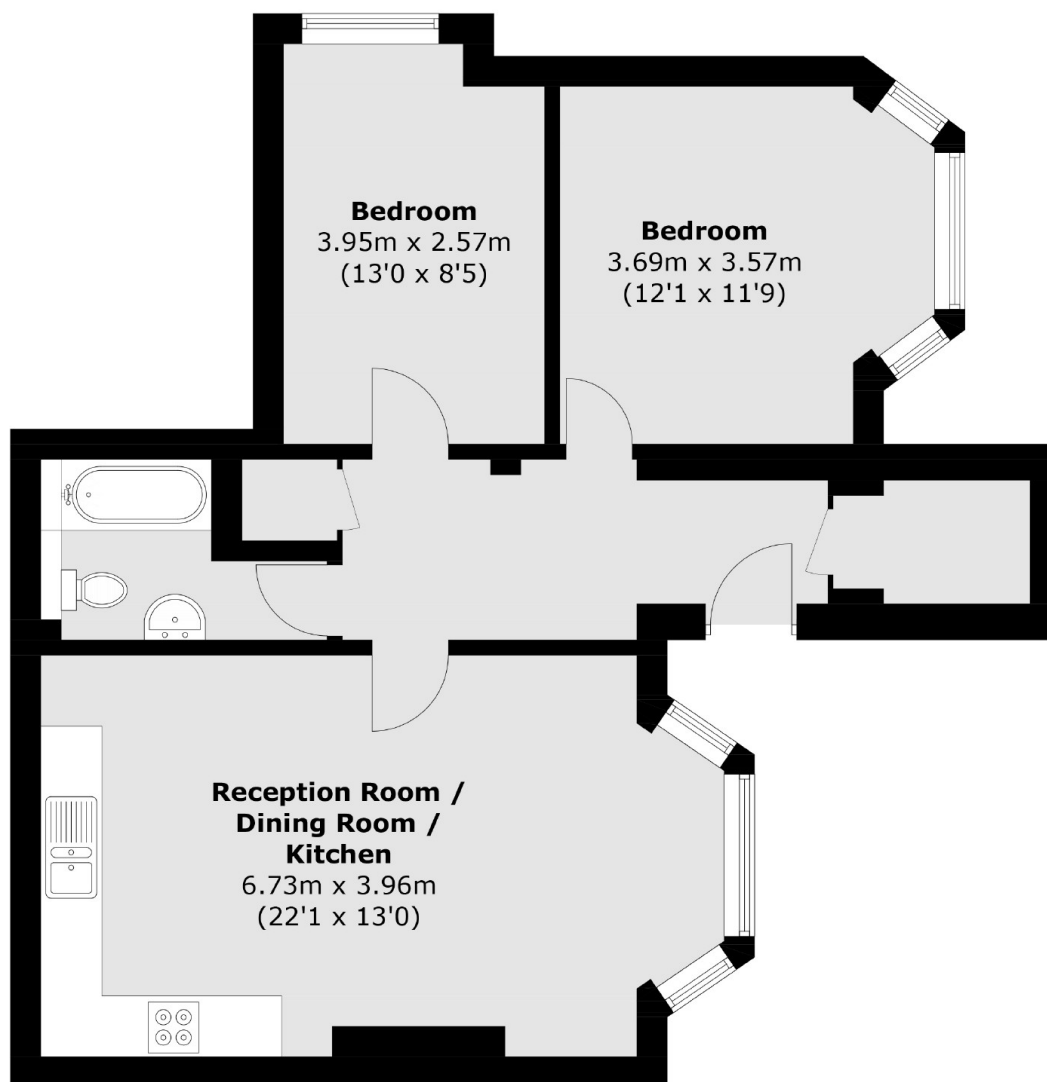 Bedroom
3.95m x 2.57m
(13'0 x 8'5)
Bedroom
3.69m x 3.57m
(12'1 x 11'9)
Reception Room /
Dining Room /
Kitchen
6.73m x 3.96m
(22'1 x 13'0)